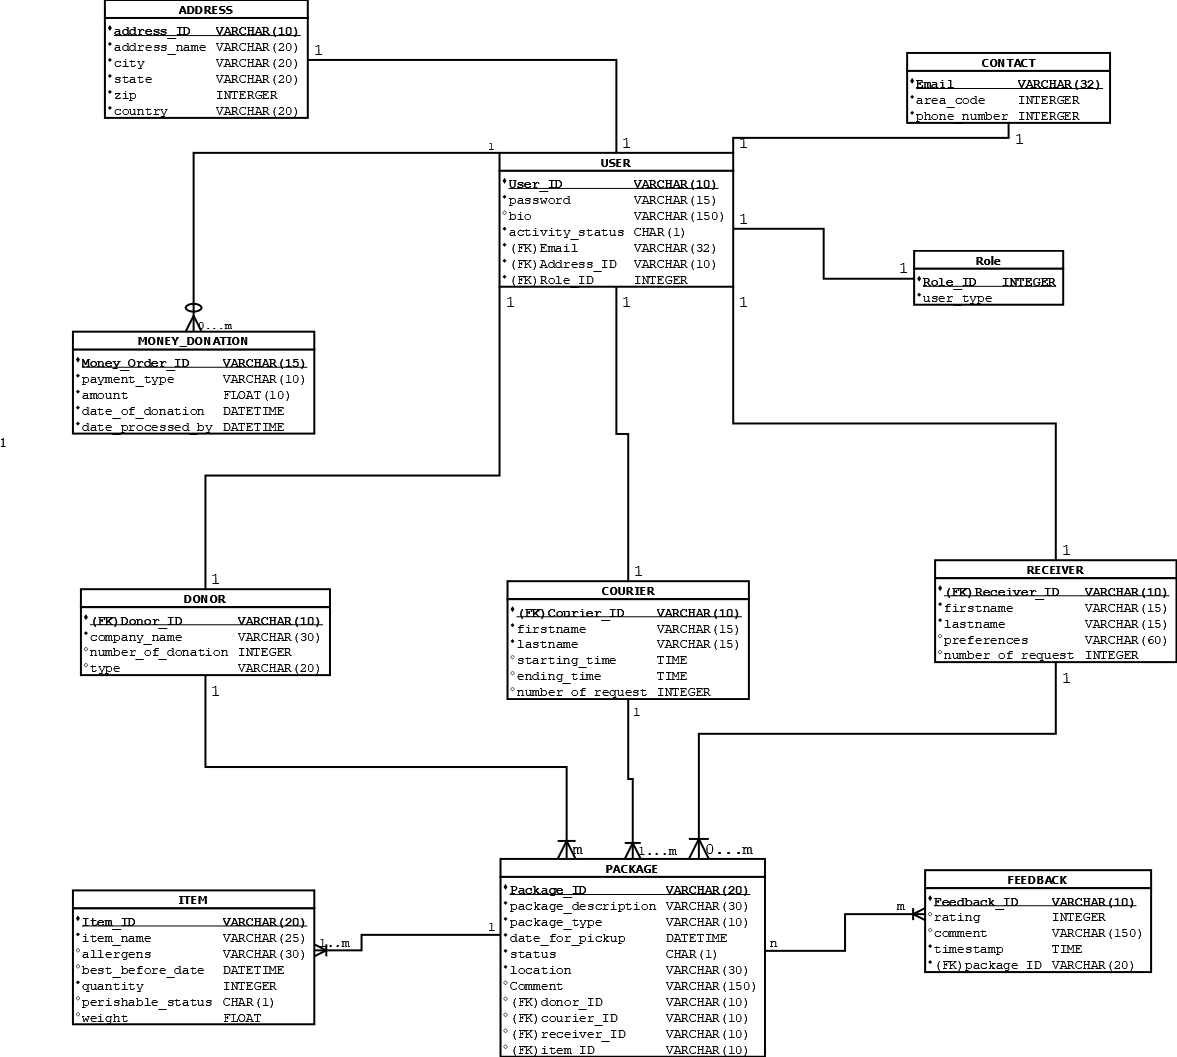 ADDRESS
address_ID VARCHAR(10)
address_name VARCHAR(20)
city VARCHAR(20)
state VARCHAR(20)
zip INTERGER
country VARCHAR(20)
1
1
CONTACT
Email VARCHAR(32)
area_code INTERGER
phone_number INTERGER
1
1
1
USER
User_ID VARCHAR(10)
password VARCHAR(15)
bio VARCHAR(150)
activity_status CHAR(1)
(FK)Email VARCHAR(32)
(FK)Address_ID VARCHAR(10)
(FK)Role_ID INTEGER
1
1
Role
Role_ID INTEGER
user_type
1
1
1
0...m
MONEY_DONATION
Money_Order_ID VARCHAR(15)
payment_type VARCHAR(10)
amount FLOAT(10)
date_of_donation DATETIME
date_processed_by DATETIME
1
1
DONOR
(FK)Donor_ID VARCHAR(10)
company_name VARCHAR(30)
number_of_donation INTEGER
type VARCHAR(20)
1
1
COURIER
(FK)Courier_ID VARCHAR(10)
firstname VARCHAR(15)
lastname VARCHAR(15)
starting_time TIME
ending_time TIME
number_of_request INTEGER
1
1
RECEIVER
(FK)Receiver_ID VARCHAR(10)
firstname VARCHAR(15)
lastname VARCHAR(15)
preferences VARCHAR(60)
number_of_request INTEGER
1
m
1...m
0...m
PACKAGE
Package_ID VARCHAR(20)
package_description VARCHAR(30)
package_type VARCHAR(10)
date_for_pickup DATETIME
status CHAR(1)
location VARCHAR(30)
Comment VARCHAR(150)
(FK)donor_ID VARCHAR(10)
(FK)courier_ID VARCHAR(10)
(FK)receiver_ID VARCHAR(10)
(FK)item_ID VARCHAR(10)
ITEM
Item_ID VARCHAR(20)
item_name VARCHAR(25)
allergens VARCHAR(30)
best_before_date DATETIME
quantity INTEGER
perishable_status CHAR(1)
weight FLOAT
1..m
1
n
m
FEEDBACK
Feedback_ID VARCHAR(10)
rating INTEGER
comment VARCHAR(150)
timestamp TIME
(FK)package_ID VARCHAR(20)